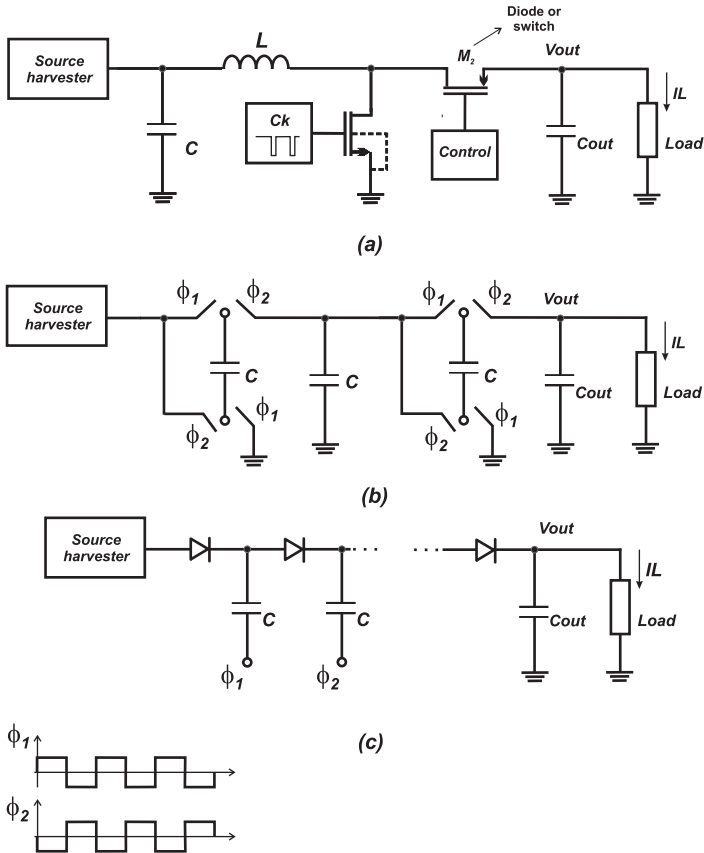 Diode or
switch
Source
harvester
L
M2
Vout
IL
Ck
C
Control
Cout
Load
(a)
ϕ1
ϕ2
ϕ1
ϕ2
Vout
Source
harvester
IL
C
C
C
Cout
Load
ϕ1
ϕ2
ϕ1
ϕ2
(b)
Source
harvester
Vout
IL
C
C
Cout
Load
ϕ1
ϕ2
(c)
ϕ1
ϕ2